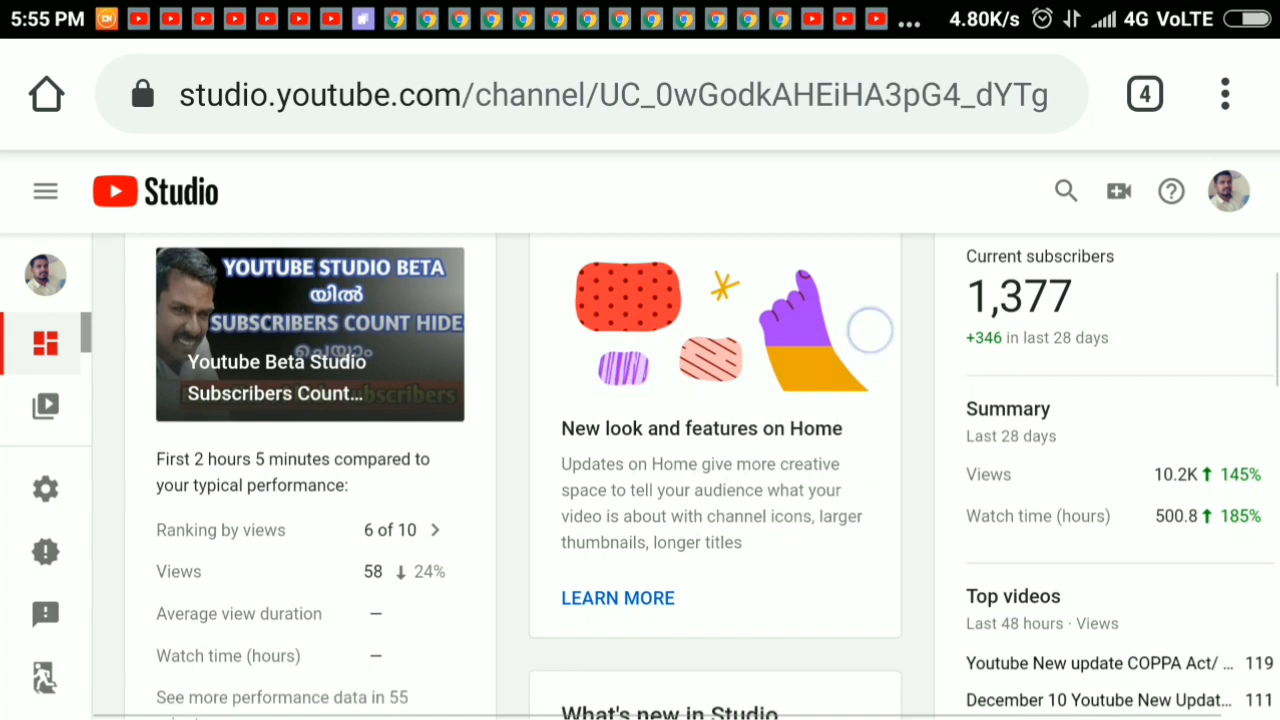 5:55 PM
4.80K/s
4G VoLTE
studio.youtube.com/channel/UC_0wGodkAHEiHA3pG4_dYTg
4
Studio
YOUTUBE STUDIO BETA
യിൽ
SUBSCRIBERS COUNT HIDE
ചെയ്യാം
Youtube Beta Studio
Subscribers Count...
First 2 hours 5 minutes compared to
your typical performance:
Ranking by views 6 of 10
Views 58 24%
Average view duration –
Watch time (hours) –
See more performance data in 55
New look and features on Home
Updates on Home give more creative
space to tell your audience what your
video is about with channel icons, larger
thumbnails, longer titles
LEARN MORE
What's new in Studio
Current subscribers
1,377
+346 in last 28 days
Summary
Last 28 days
Views 10.2K 145%
Watch time (hours) 500.8 185%
Top videos
Last 48 hours · Views
Youtube New update COPPA Act/ ... 119
December 10 Youtube New Updat... 111